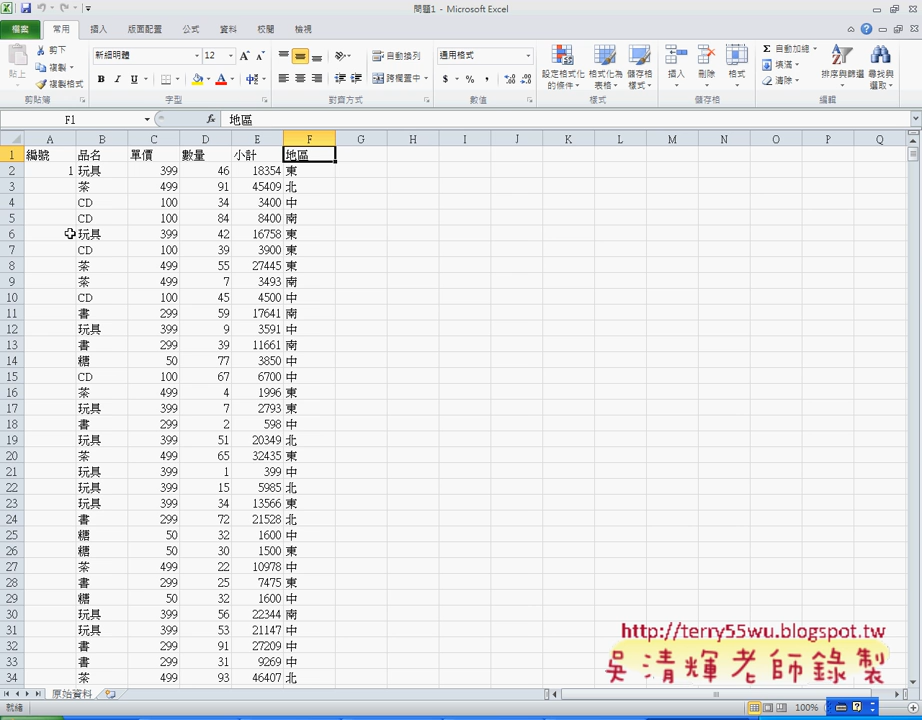 問題1 - Microsoft Excel
檔案 常用 插入 版面配置 公式 資料 校閱 檢視
貼上 剪下 複製 複製格式 剪貼簿
新細明體 12 B I U 字型
自動換列 跨欄置中 對齊方式
通用格式 $ % , 數值
設定格式化的條件 格式化為表格 儲存格樣式 樣式
插入 刪除 格式 儲存格
Σ 自動加總 填滿 清除 排序與篩選 尋找與選取 編輯
F1 fx 地區
A B C D E F G H I J K L M N O P Q
1 編號 品名 單價 數量 小計 地區
2 1 玩具 399 46 18354 東
3 茶 499 91 45409 北
4 CD 100 34 3400 中
5 CD 100 84 8400 南
6 玩具 399 42 16758 東
7 CD 100 39 3900 東
8 茶 499 55 27445 東
9 茶 499 7 3493 南
10 CD 100 45 4500 中
11 書 299 59 17641 南
12 玩具 399 9 3591 中
13 書 299 39 11661 南
14 糖 50 77 3850 中
15 CD 100 67 6700 中
16 茶 499 4 1996 東
17 玩具 399 7 2793 東
18 書 299 2 598 中
19 玩具 399 51 20349 北
20 茶 499 65 32435 東
21 玩具 399 1 399 中
22 玩具 399 15 5985 北
23 玩具 399 34 13566 東
24 書 299 72 21528 北
25 糖 50 32 1600 中
26 糖 50 30 1500 東
27 茶 499 22 10978 中
28 書 299 25 7475 東
29 糖 50 32 1600 中
30 玩具 399 56 22344 南
31 玩具 399 53 21147 中
32 書 299 91 27209 中
33 書 299 31 9269 中
34 茶 499 93 46407 北
http://terry55wu.blogspot.tw
吳清輝老師錄製
原始資料
就緒 100%